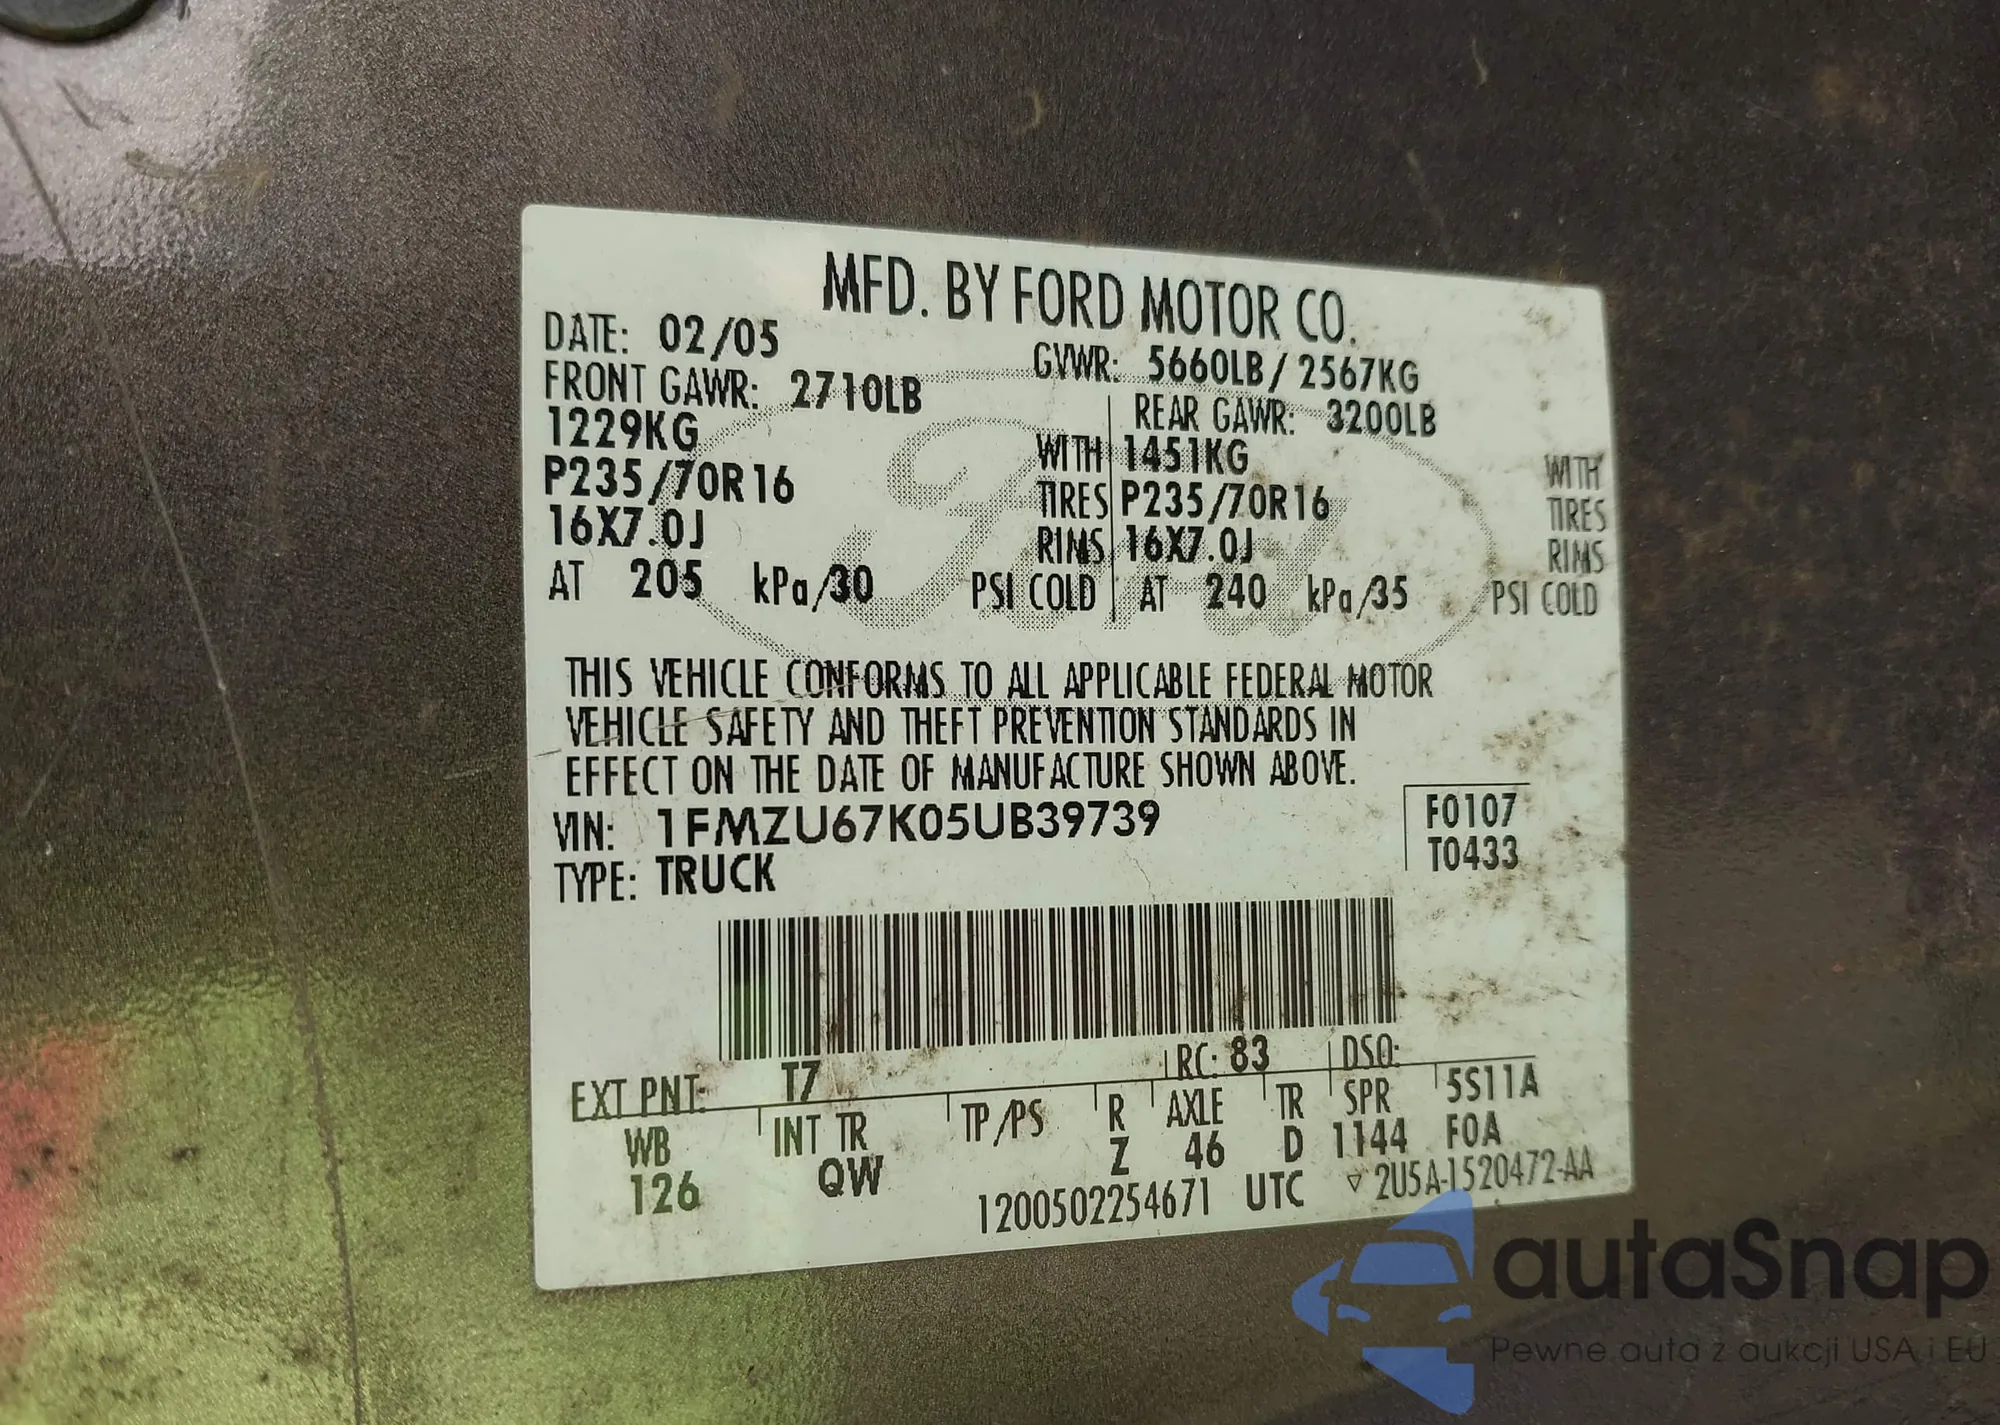 MFD. BY FORD MOTOR CO.
DATE: 02/05 GVWR: 5660LB/2567KG
FRONT GAWR: 2710LB REAR GAWR: 3200LB
1229KG WITH 1451KG WITH
P235/70R16 TIRES P235/70R16 TIRES
16X7.0J RIMS 16X7.0J RIMS
AT 205 kPa/30 PSI COLD AT 240 kPa/35 PSI COLD
Ford
THIS VEHICLE CONFORMS TO ALL APPLICABLE FEDERAL MOTOR
VEHICLE SAFETY AND THEFT PREVENTION STANDARDS IN
EFFECT ON THE DATE OF MANUFACTURE SHOWN ABOVE.
VIN: 1FMZU67K05UB39739 F0107
TYPE: TRUCK T0433
EXT PNT: T7 RC: 83 DSO:
WB INT TR TP/PS R AXLE TR SPR 5S11A
126 QW Z 46 D 1144 F0A
1200502254671 UTC ▽ 2U5A-1520472-AA
autaSnap
Pewne auta z aukcji USA i EU